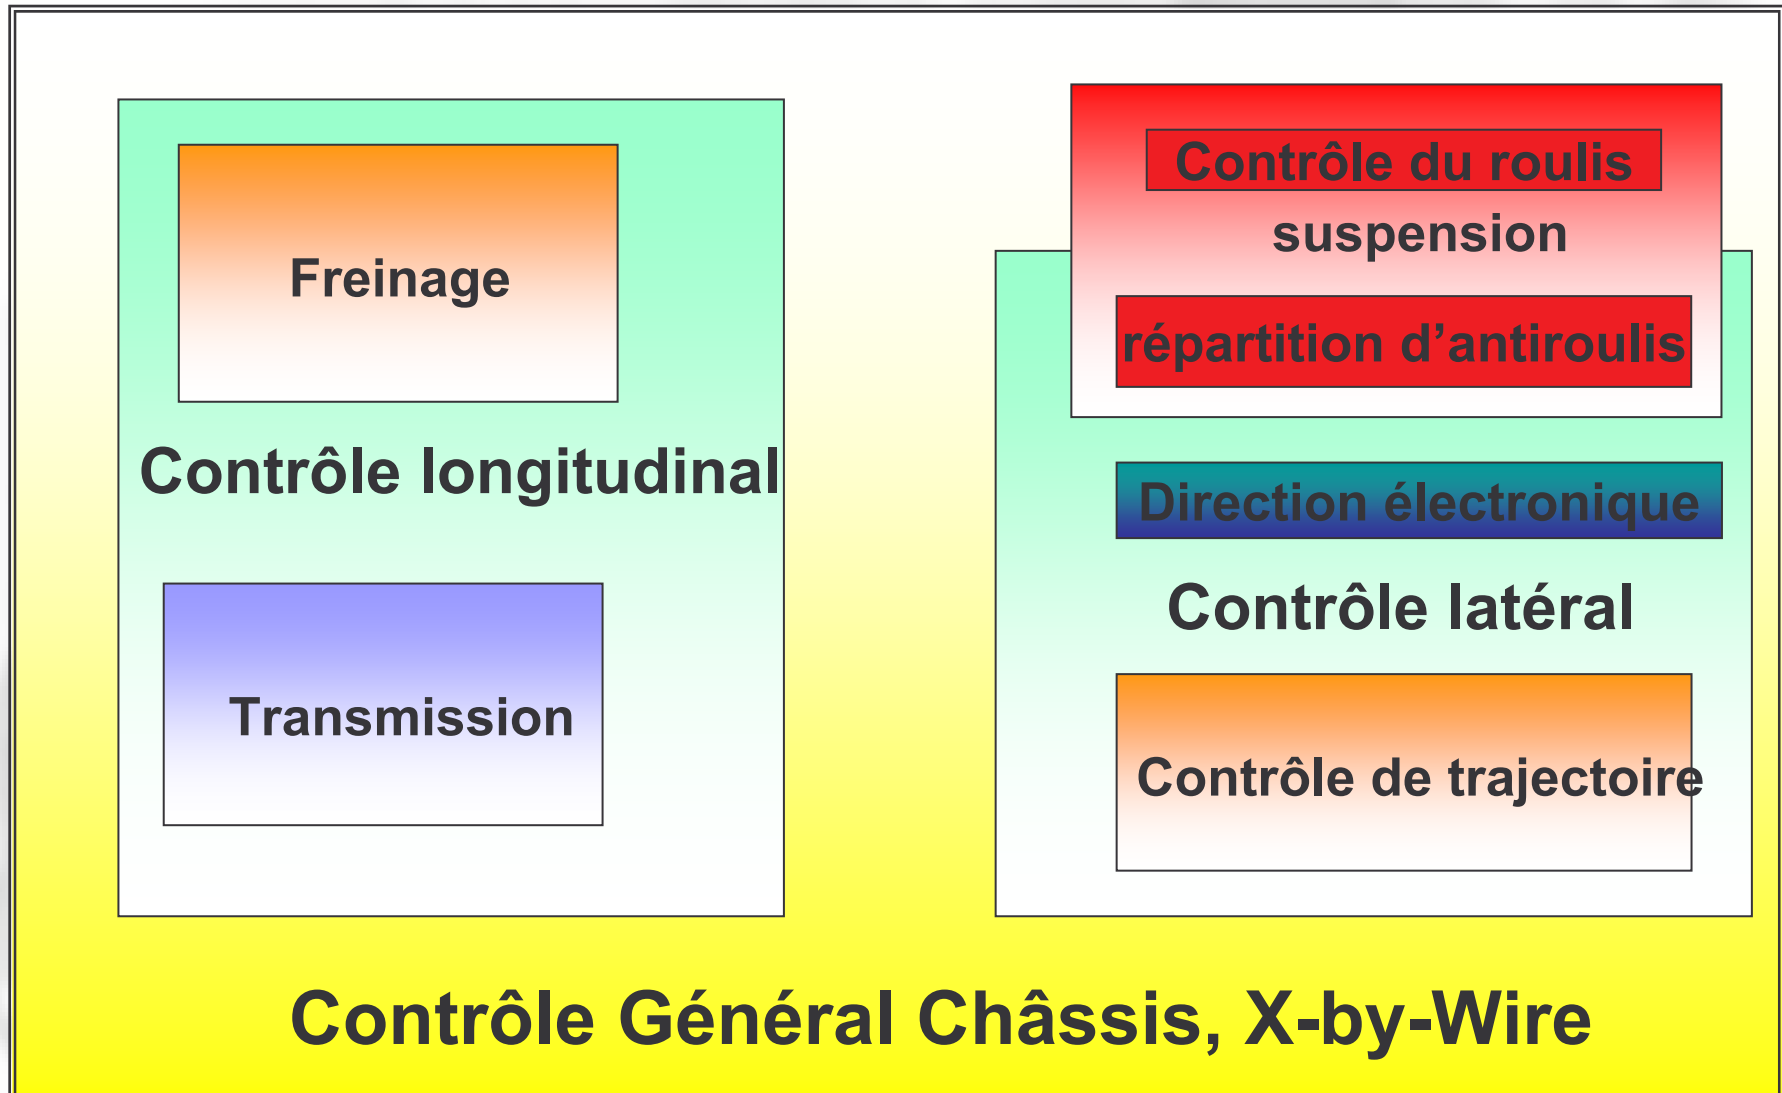 Freinage
Contrôle longitudinal
Transmission
Contrôle du roulis
suspension
répartition d’antiroulis
Direction électronique
Contrôle latéral
Contrôle de trajectoire
Contrôle Général Châssis, X-by-Wire